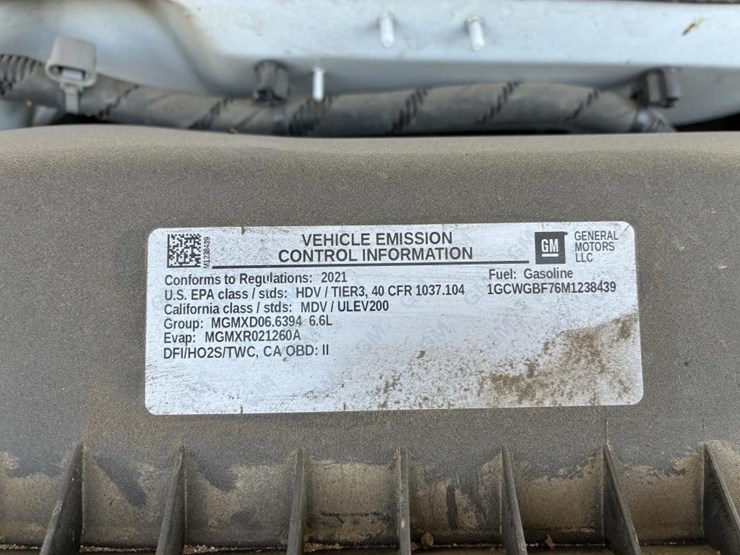 VEHICLE EMISSION
CONTROL INFORMATION
M1238439
GM
GENERAL
MOTORS
LLC
Conforms to Regulations: 2021
Fuel: Gasoline
U.S. EPA class / stds: HDV / TIER3, 40 CFR 1037.104
1GCWGBF76M1238439
California class / stds: MDV / ULEV200
Group: MGMXD06.6394 6.6L
Evap: MGMXR021260A
DFI/HO2S/TWC, CA OBD: II